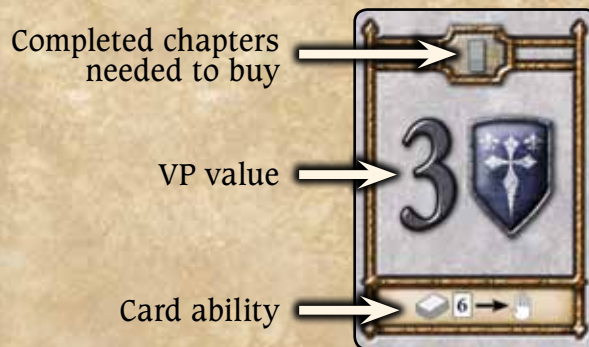 Completed chapters
needed to buy
VP value
3
Card ability
6